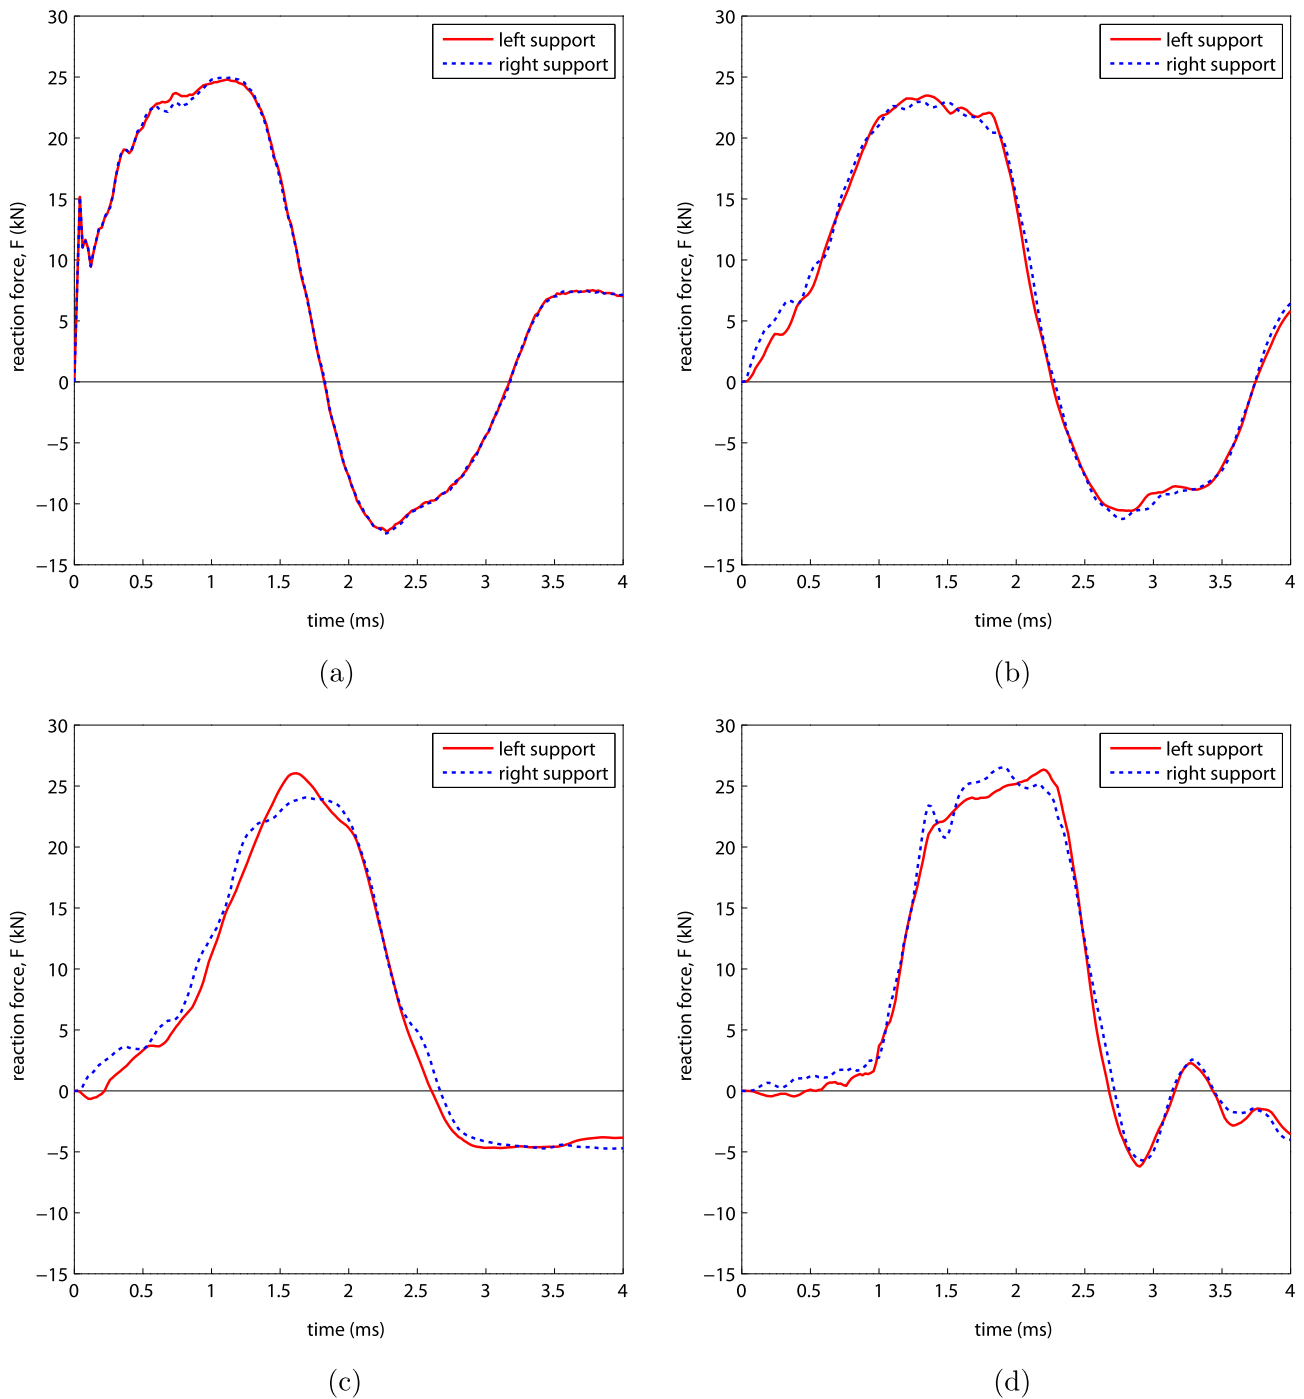 30
25
20
15
10
5
0
−5
−10
−15
0 0.5 1 1.5 2 2.5 3 3.5 4
reaction force, F (kN)
time (ms)
left support
right support
(a)
30
25
20
15
10
5
0
−5
−10
−15
0 0.5 1 1.5 2 2.5 3 3.5 4
reaction force, F (kN)
time (ms)
left support
right support
(b)
30
25
20
15
10
5
0
−5
−10
−15
0 0.5 1 1.5 2 2.5 3 3.5 4
reaction force, F (kN)
time (ms)
left support
right support
(c)
30
25
20
15
10
5
0
−5
−10
−15
0 0.5 1 1.5 2 2.5 3 3.5 4
reaction force, F (kN)
time (ms)
left support
right support
(d)